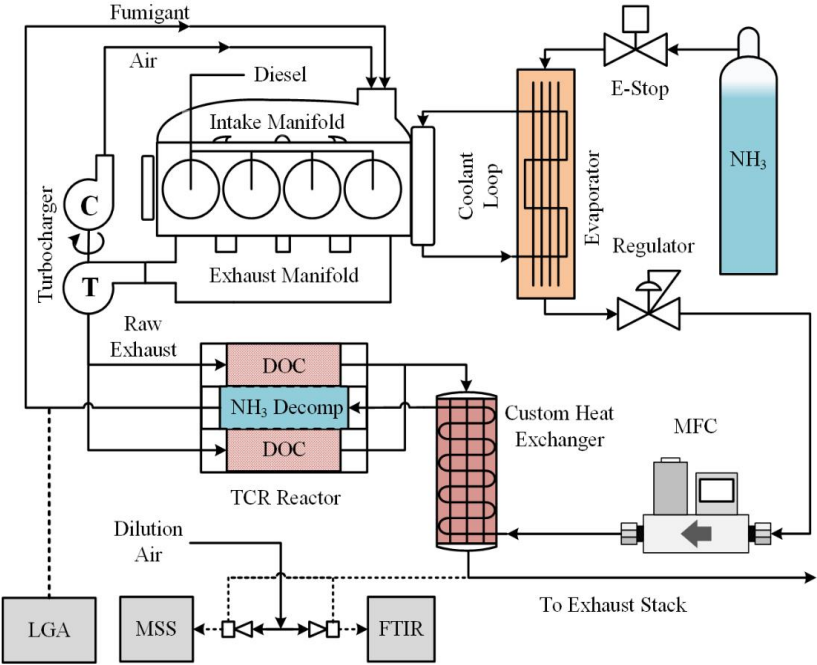 Fumigant
Air
Diesel
E-Stop
Intake Manifold
NH₃
Coolant
Loop
Evaporator
C
Turbocharger
Regulator
T
Exhaust Manifold
Raw
Exhaust
DOC
NH₃ Decomp
Custom Heat
Exchanger
MFC
DOC
TCR Reactor
Dilution
Air
To Exhaust Stack
LGA
MSS
FTIR